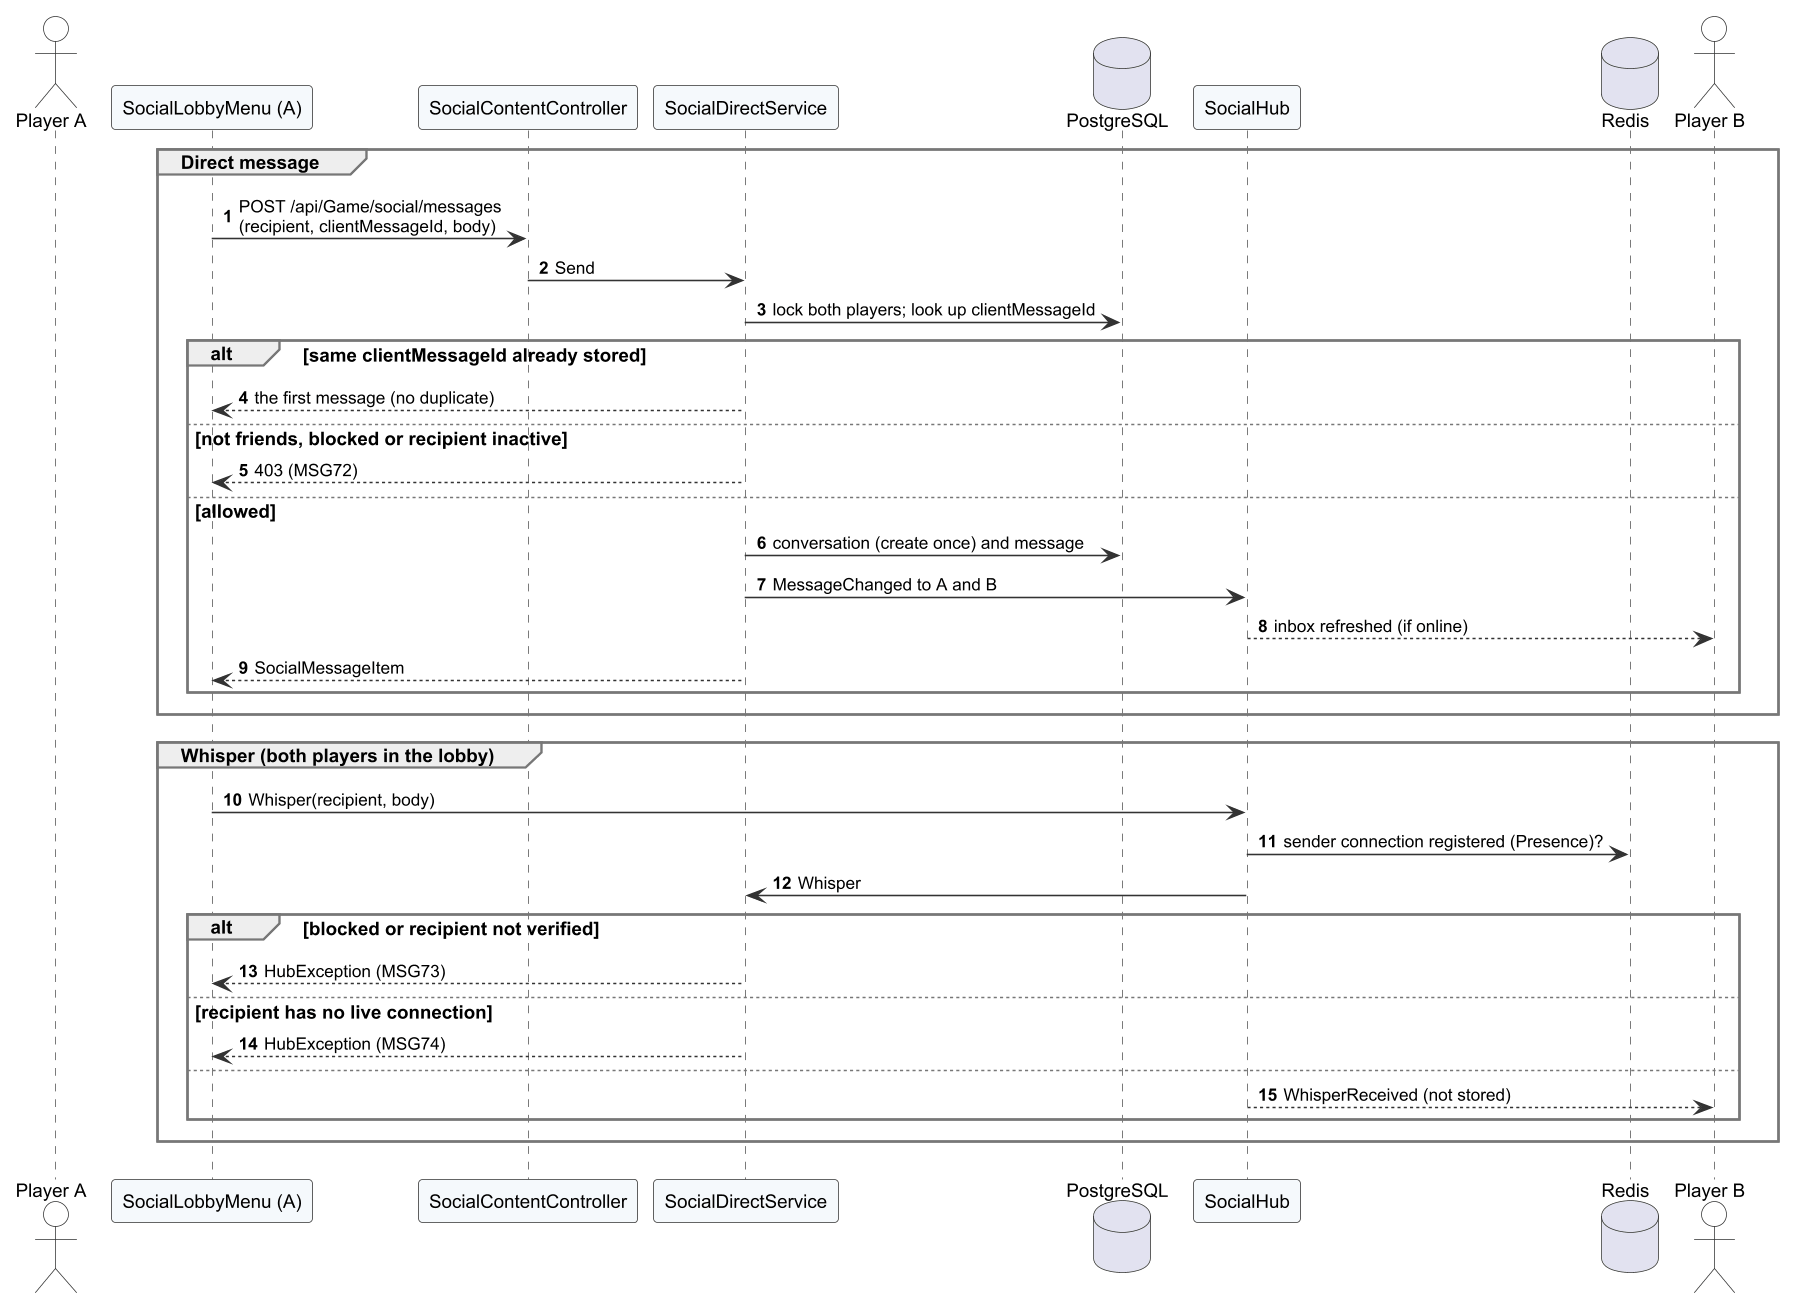 Player A
SocialLobbyMenu (A)
SocialContentController
SocialDirectService
PostgreSQL
SocialHub
Redis
Player B
Direct message
1 POST /api/Game/social/messages
(recipient, clientMessageId, body)
2 Send
3 lock both players; look up clientMessageId
alt [same clientMessageId already stored]
4 the first message (no duplicate)
[not friends, blocked or recipient inactive]
5 403 (MSG72)
[allowed]
6 conversation (create once) and message
7 MessageChanged to A and B
8 inbox refreshed (if online)
9 SocialMessageItem
Whisper (both players in the lobby)
10 Whisper(recipient, body)
11 sender connection registered (Presence)?
12 Whisper
alt [blocked or recipient not verified]
13 HubException (MSG73)
[recipient has no live connection]
14 HubException (MSG74)
15 WhisperReceived (not stored)
Player A
SocialLobbyMenu (A)
SocialContentController
SocialDirectService
PostgreSQL
SocialHub
Redis
Player B